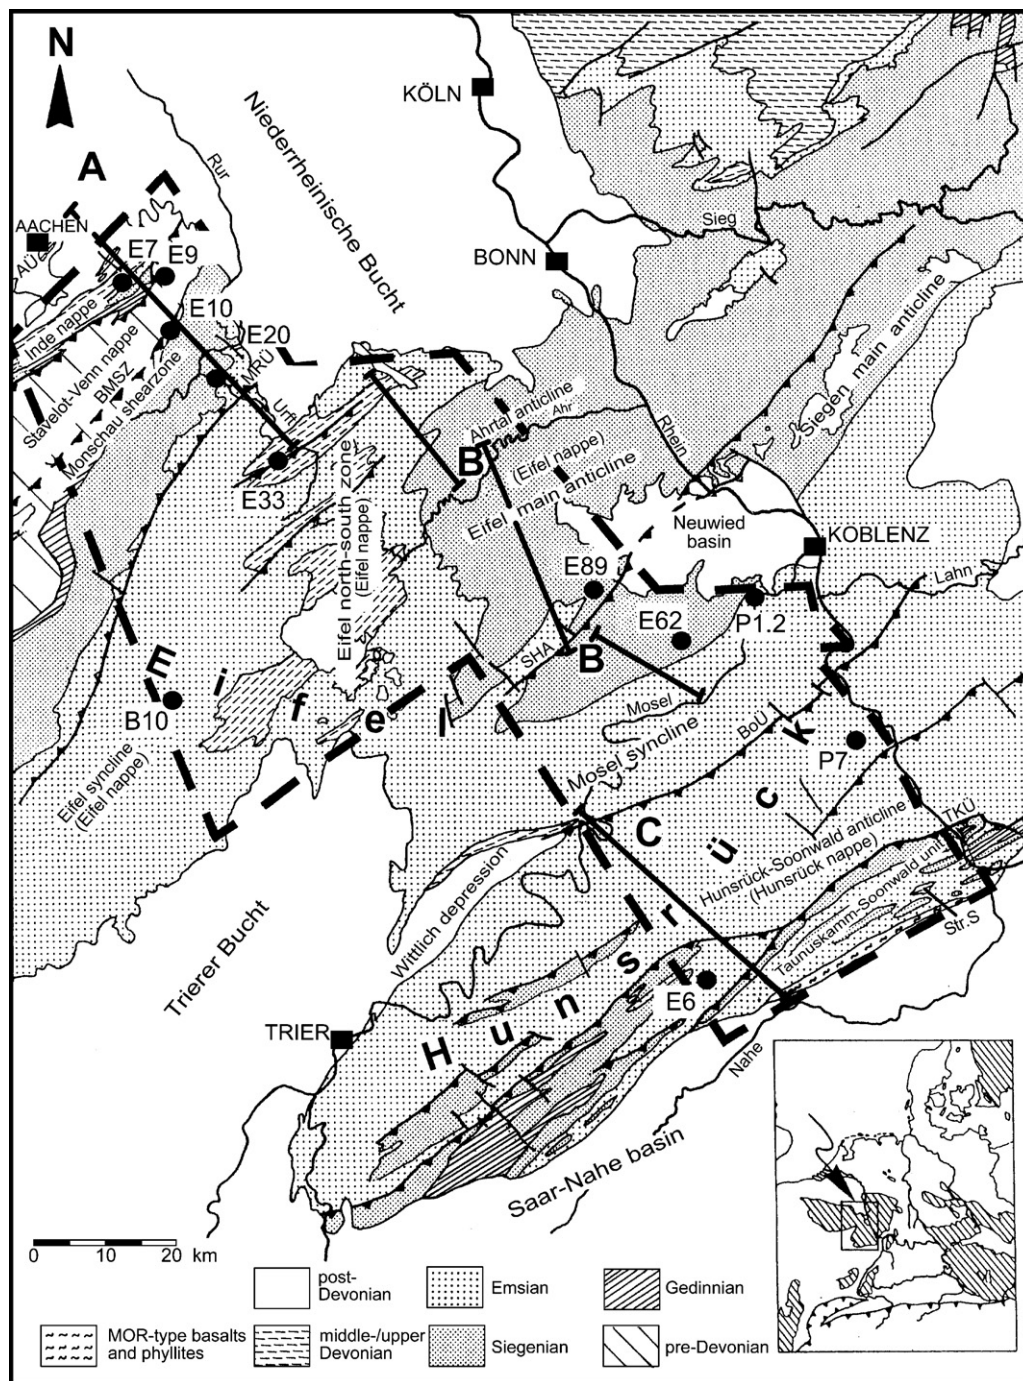 N
KÖLN
Niederrheinische Bucht
Rur
A
AACHEN
AÜ
E7
E9
Sieg
BONN
Inde nappe
E10
Stavelot-Venn nappe
BMSZ
Monschau shearzone
E20
MRÜ
Urft
Siegen main anticline
Ahrtal anticline
Ahr
Rhein
B
(Eifel nappe)
Eifel main anticline
E33
Eifel north-south zone
(Eifel nappe)
Neuwied
basin
KOBLENZ
Lahn
E89
E62
P1.2
SHA
B
Eifel
B10
Mosel
Mosel syncline
BoÜ
P7
Eifel syncline
(Eifel nappe)
C
Hunsrück
Hunsrück-Soonwald anticline
(Hunsrück nappe)
TKÜ
Taunuskamm-Soonwald unit
Str.S
Wittlich depression
Trierer Bucht
E6
TRIER
Nahe
Saar-Nahe basin
0 10 20 km
post-
Devonian
Emsian
Gedinnian
MOR-type basalts
and phyllites
middle-/upper
Devonian
Siegenian
pre-Devonian